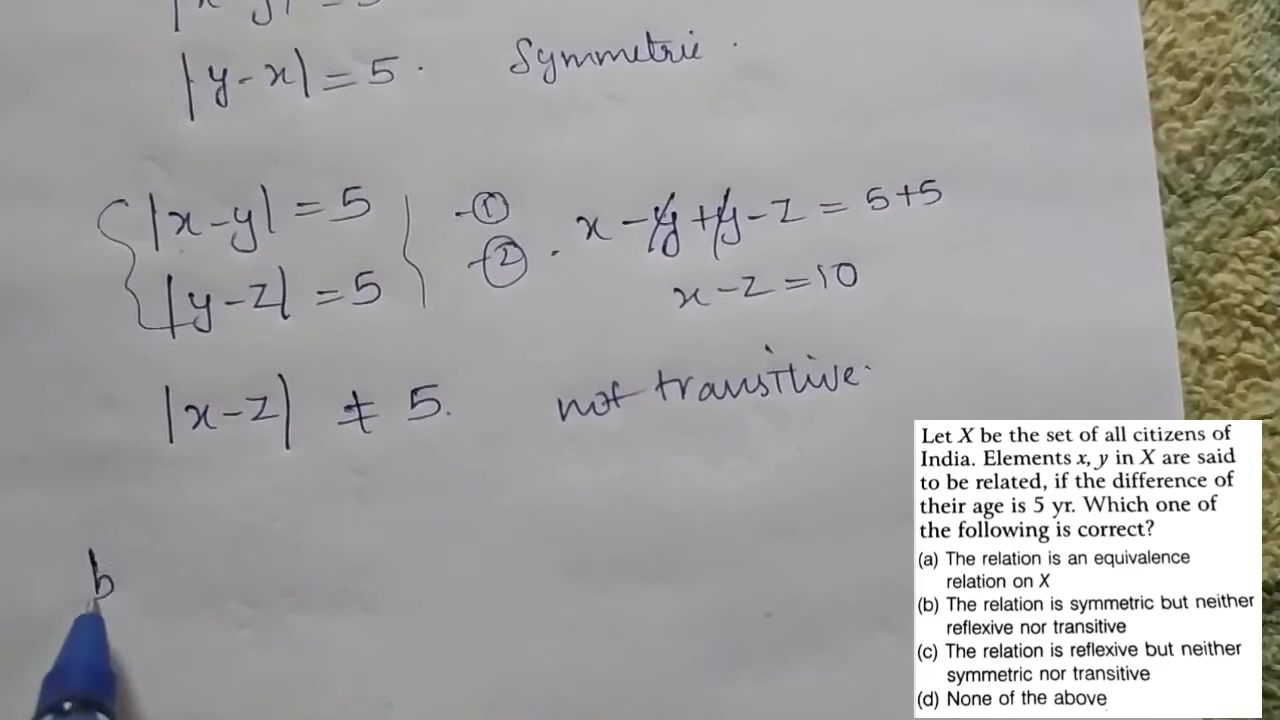 |y-x| = 5. Symmetric.
|x-y| = 5 -① x-y+y-z = 5+5
|y-z| = 5 -②. x-z=10
|x-z| ≠ 5. not transitive.
b
Let X be the set of all citizens of
India. Elements x, y in X are said
to be related, if the difference of
their age is 5 yr. Which one of
the following is correct?
(a) The relation is an equivalence
relation on X
(b) The relation is symmetric but neither
reflexive nor transitive
(c) The relation is reflexive but neither
symmetric nor transitive
(d) None of the above